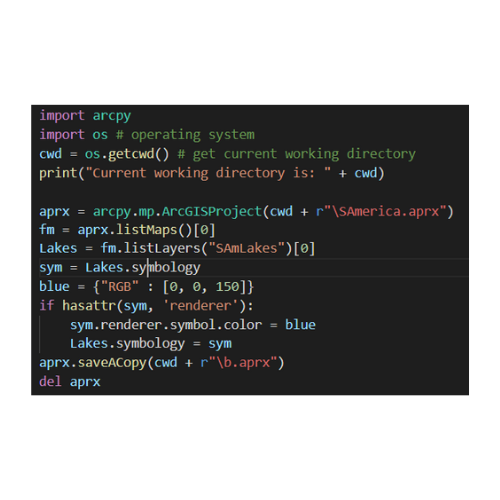 import arcpy
import os # operating system
cwd = os.getcwd() # get current working directory
print("Current working directory is: " + cwd)
aprx = arcpy.mp.ArcGISProject(cwd + r"\SAmerica.aprx")
fm = aprx.listMaps()[0]
Lakes = fm.listLayers("SAmLakes")[0]
sym = Lakes.symbology
blue = {"RGB" : [0, 0, 150]}
if hasattr(sym, 'renderer'):
    sym.renderer.symbol.color = blue
    Lakes.symbology = sym
aprx.saveACopy(cwd + r"\b.aprx")
del aprx